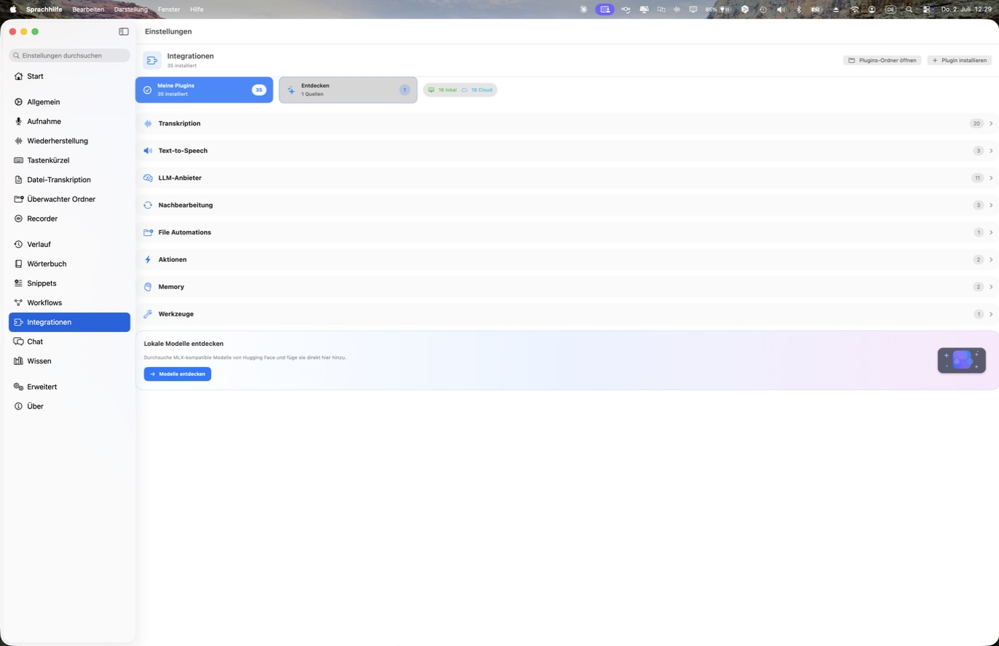 Sprachhilfe Bearbeiten Darstellung Fenster Hilfe 85% DE Do. 2. Juli 12:29
Einstellungen
Einstellungen durchsuchen
Start
Allgemein
Aufnahme
Wiederherstellung
Tastenkürzel
Datei-Transkription
Überwachter Ordner
Recorder
Verlauf
Wörterbuch
Snippets
Workflows
Integrationen
Chat
Wissen
Erweitert
Über
Integrationen
35 installiert
Plugins-Ordner öffnen
Plugin installieren
Meine Plugins
35 installiert
35
Entdecken
1 Quellen
1
16 lokal 19 Cloud
Transkription 20
Text-to-Speech 3
LLM-Anbieter 11
Nachbearbeitung 3
File Automations 1
Aktionen 2
Memory 2
Werkzeuge 1
Lokale Modelle entdecken
Durchsuche MLX-kompatible Modelle von Hugging Face und füge sie direkt hier hinzu.
Modelle entdecken